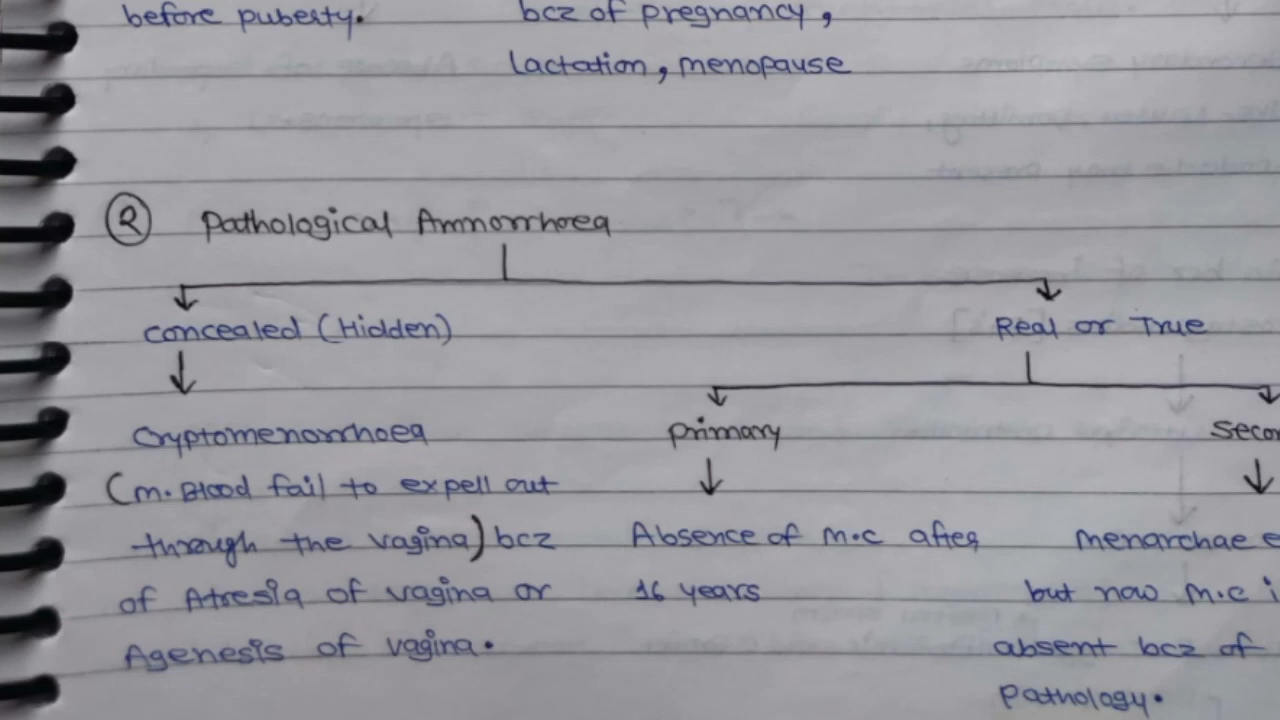 before puberty.
bcz of pregnancy,
lactation, menopause
2 Pathological Amnorrhoea
concealed (Hidden)
Real or True
Cryptomenorrhoea
(m. Blood fail to expell out
through the vagina) bcz
of Atresia of vagina or
Agenesis of vagina.
primary
Absence of m.c after
16 years
menarchae
but now m.c
absent bcz of
pathology.